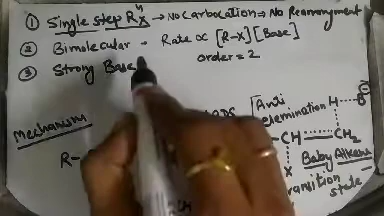 ① Single step Rxⁿ → No Carbocation → No Rearrangement
② Bimolecular → Rate ∝ [R-X] [Base]
order = 2
③ Strong Base
Anti
Mechanism
elemination H B
R-
CH CH₂
X Baby Alkene
transition
state